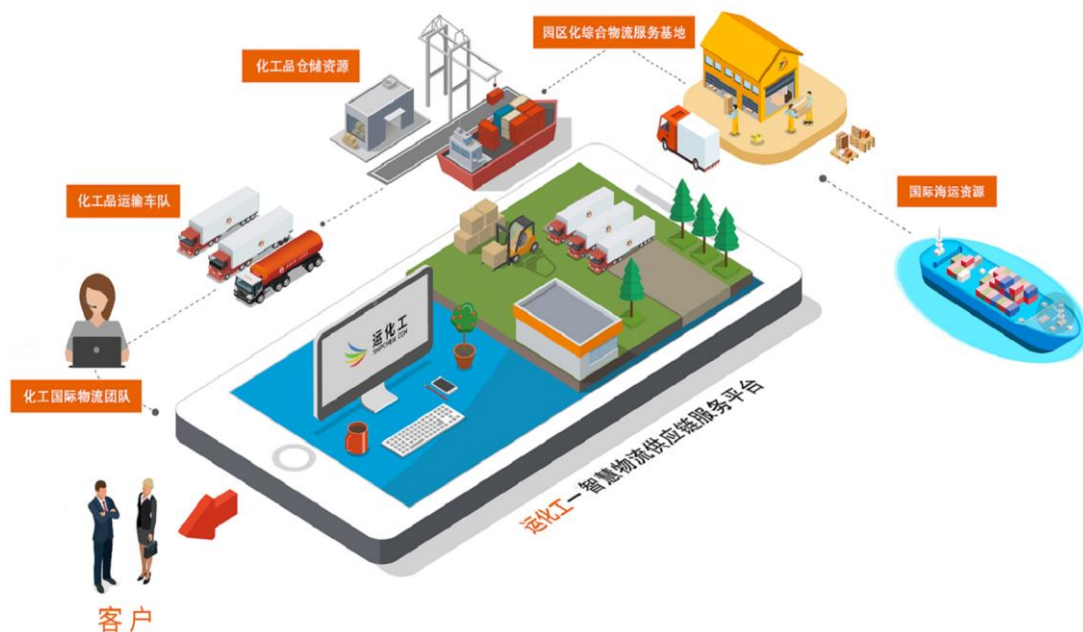 园区化综合物流服务基地
化工品仓储资源
国际海运资源
化工品运输车队
运化工
SHIPCHEM.COM
化工国际物流团队
运化工—智慧物流供应链服务平台
客户